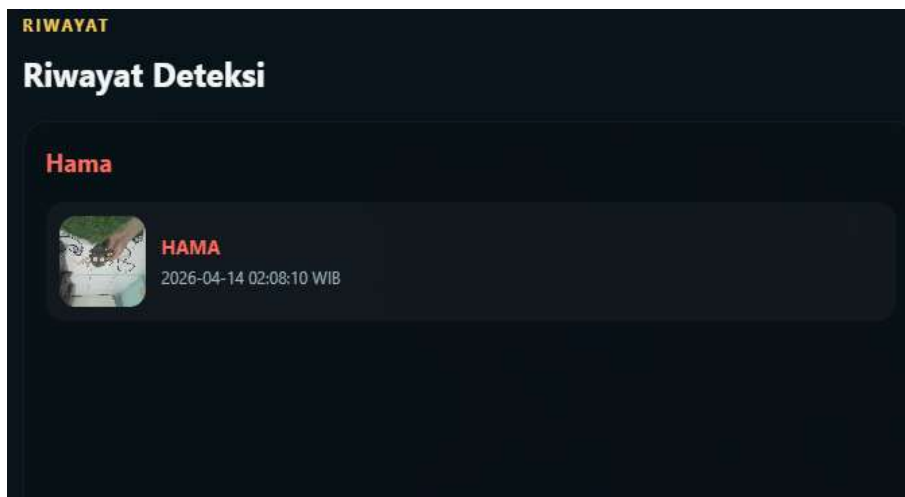 RIWAYAT
Riwayat Deteksi
Hama
HAMA
2026-04-14 02:08:10 WIB